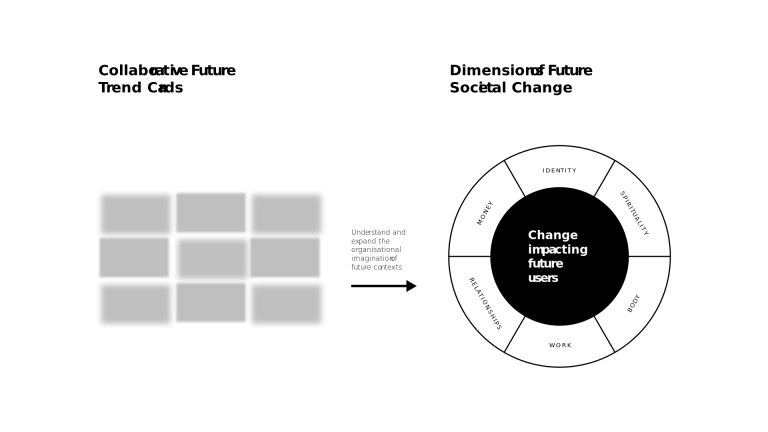 Collaborative Future
Trend Cards
Dimensions of Future
Societal Change
Understand and
expand the
organisational
imagination of
future contexts
IDENTITY
SPIRITUALITY
BODY
WORK
RELATIONSHIPS
MONEY
Change
impacting
future
users